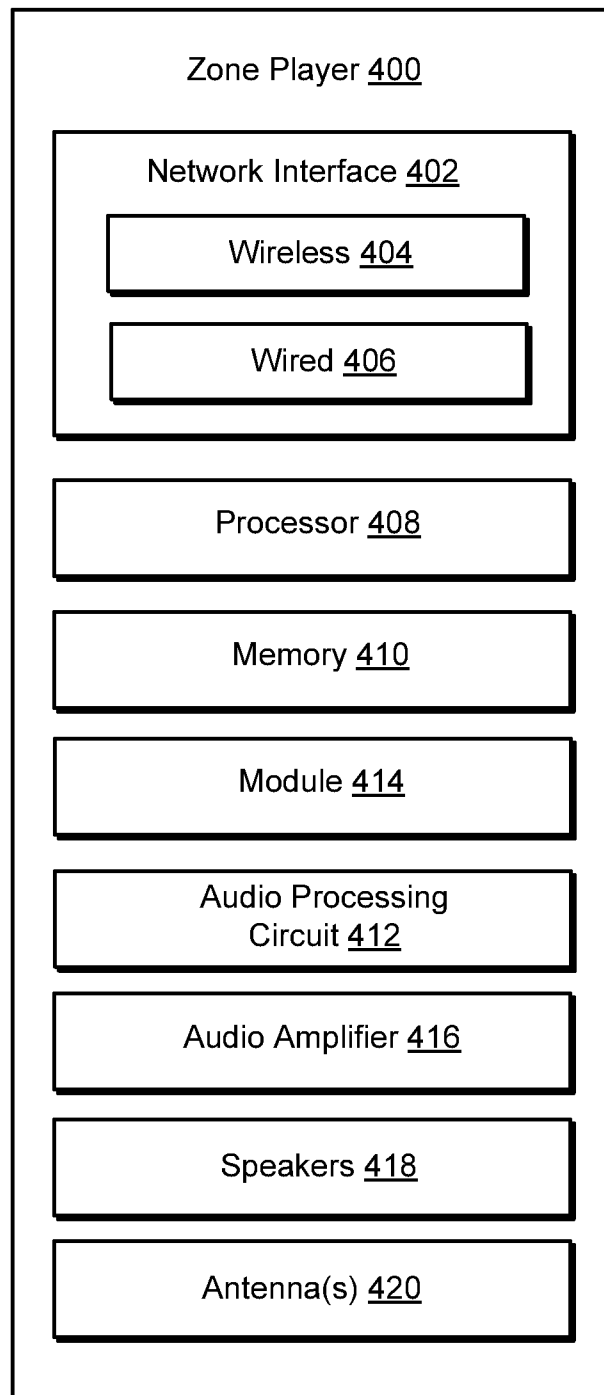 Zone Player 400
Network Interface 402
Wireless 404
Wired 406
Processor 408
Memory 410
Module 414
Audio Processing
Circuit 412
Audio Amplifier 416
Speakers 418
Antenna(s) 420